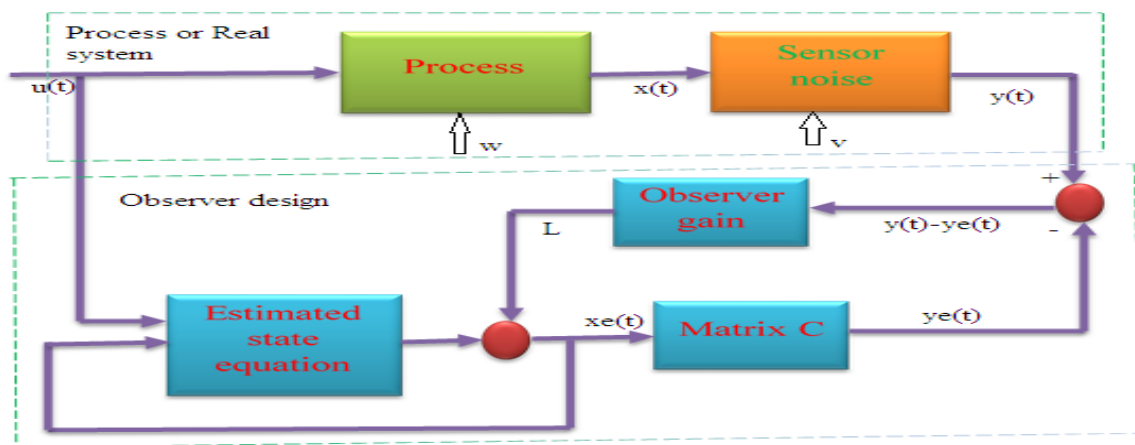 Process or Real
system
Process
Sensor
noise
u(t)
x(t)
y(t)
w
v
+
Observer design
Observer
gain
L
y(t)-ye(t)
-
Estimated
state
equation
xe(t)
Matrix C
ye(t)